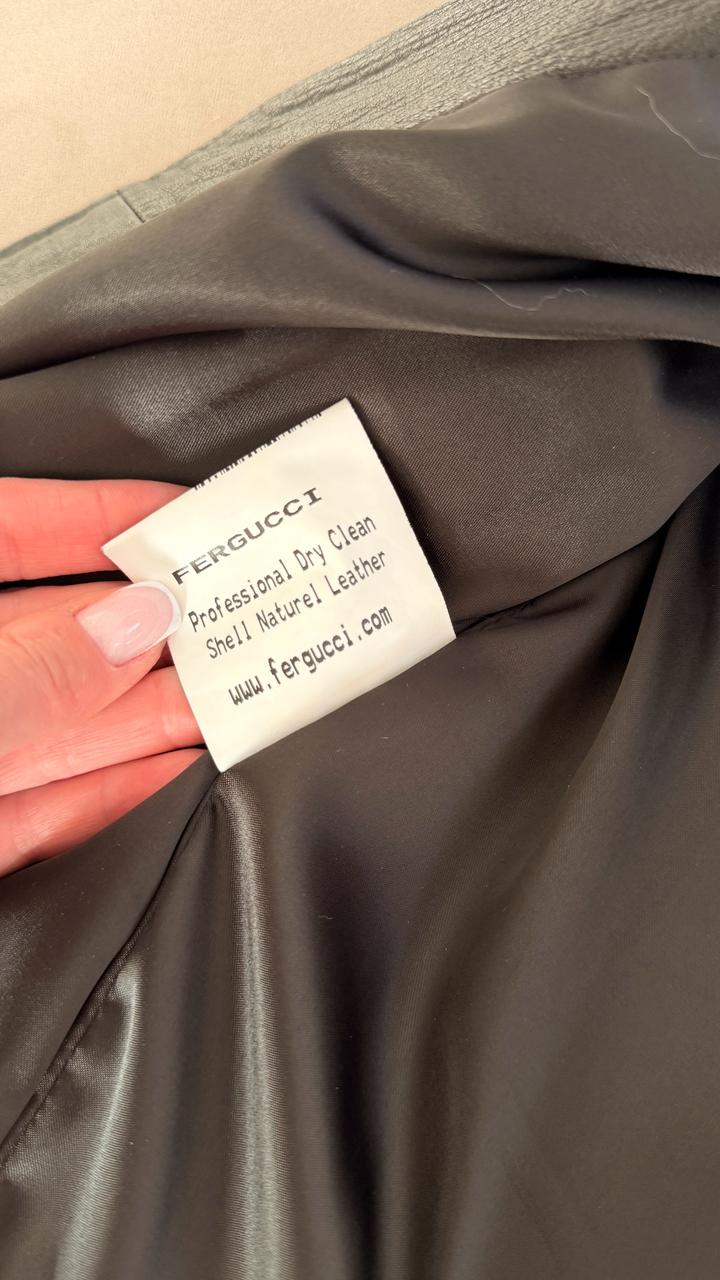 FERGUCCI
Professional Dry Clean
Shell Naturel Leather
www.fergucci.com